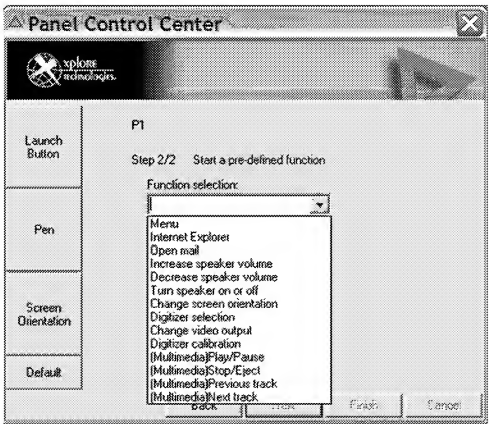 Panel Control Center
xplore
technologies.
Launch
Button
Pen
Screen
Orientation
Default
P1
Step 2/2 Start a pre-defined function
Function selection:
Menu
Internet Explorer
Open mail
Increase speaker volume
Decrease speaker volume
Turn speaker on or off
Change screen orientation
Digitizer selection
Change video output
Digitizer calibration
(Multimedia)Play/Pause
(Multimedia)Stop/Eject
(Multimedia)Previous track
(Multimedia)Next track
Back Finish Cancel